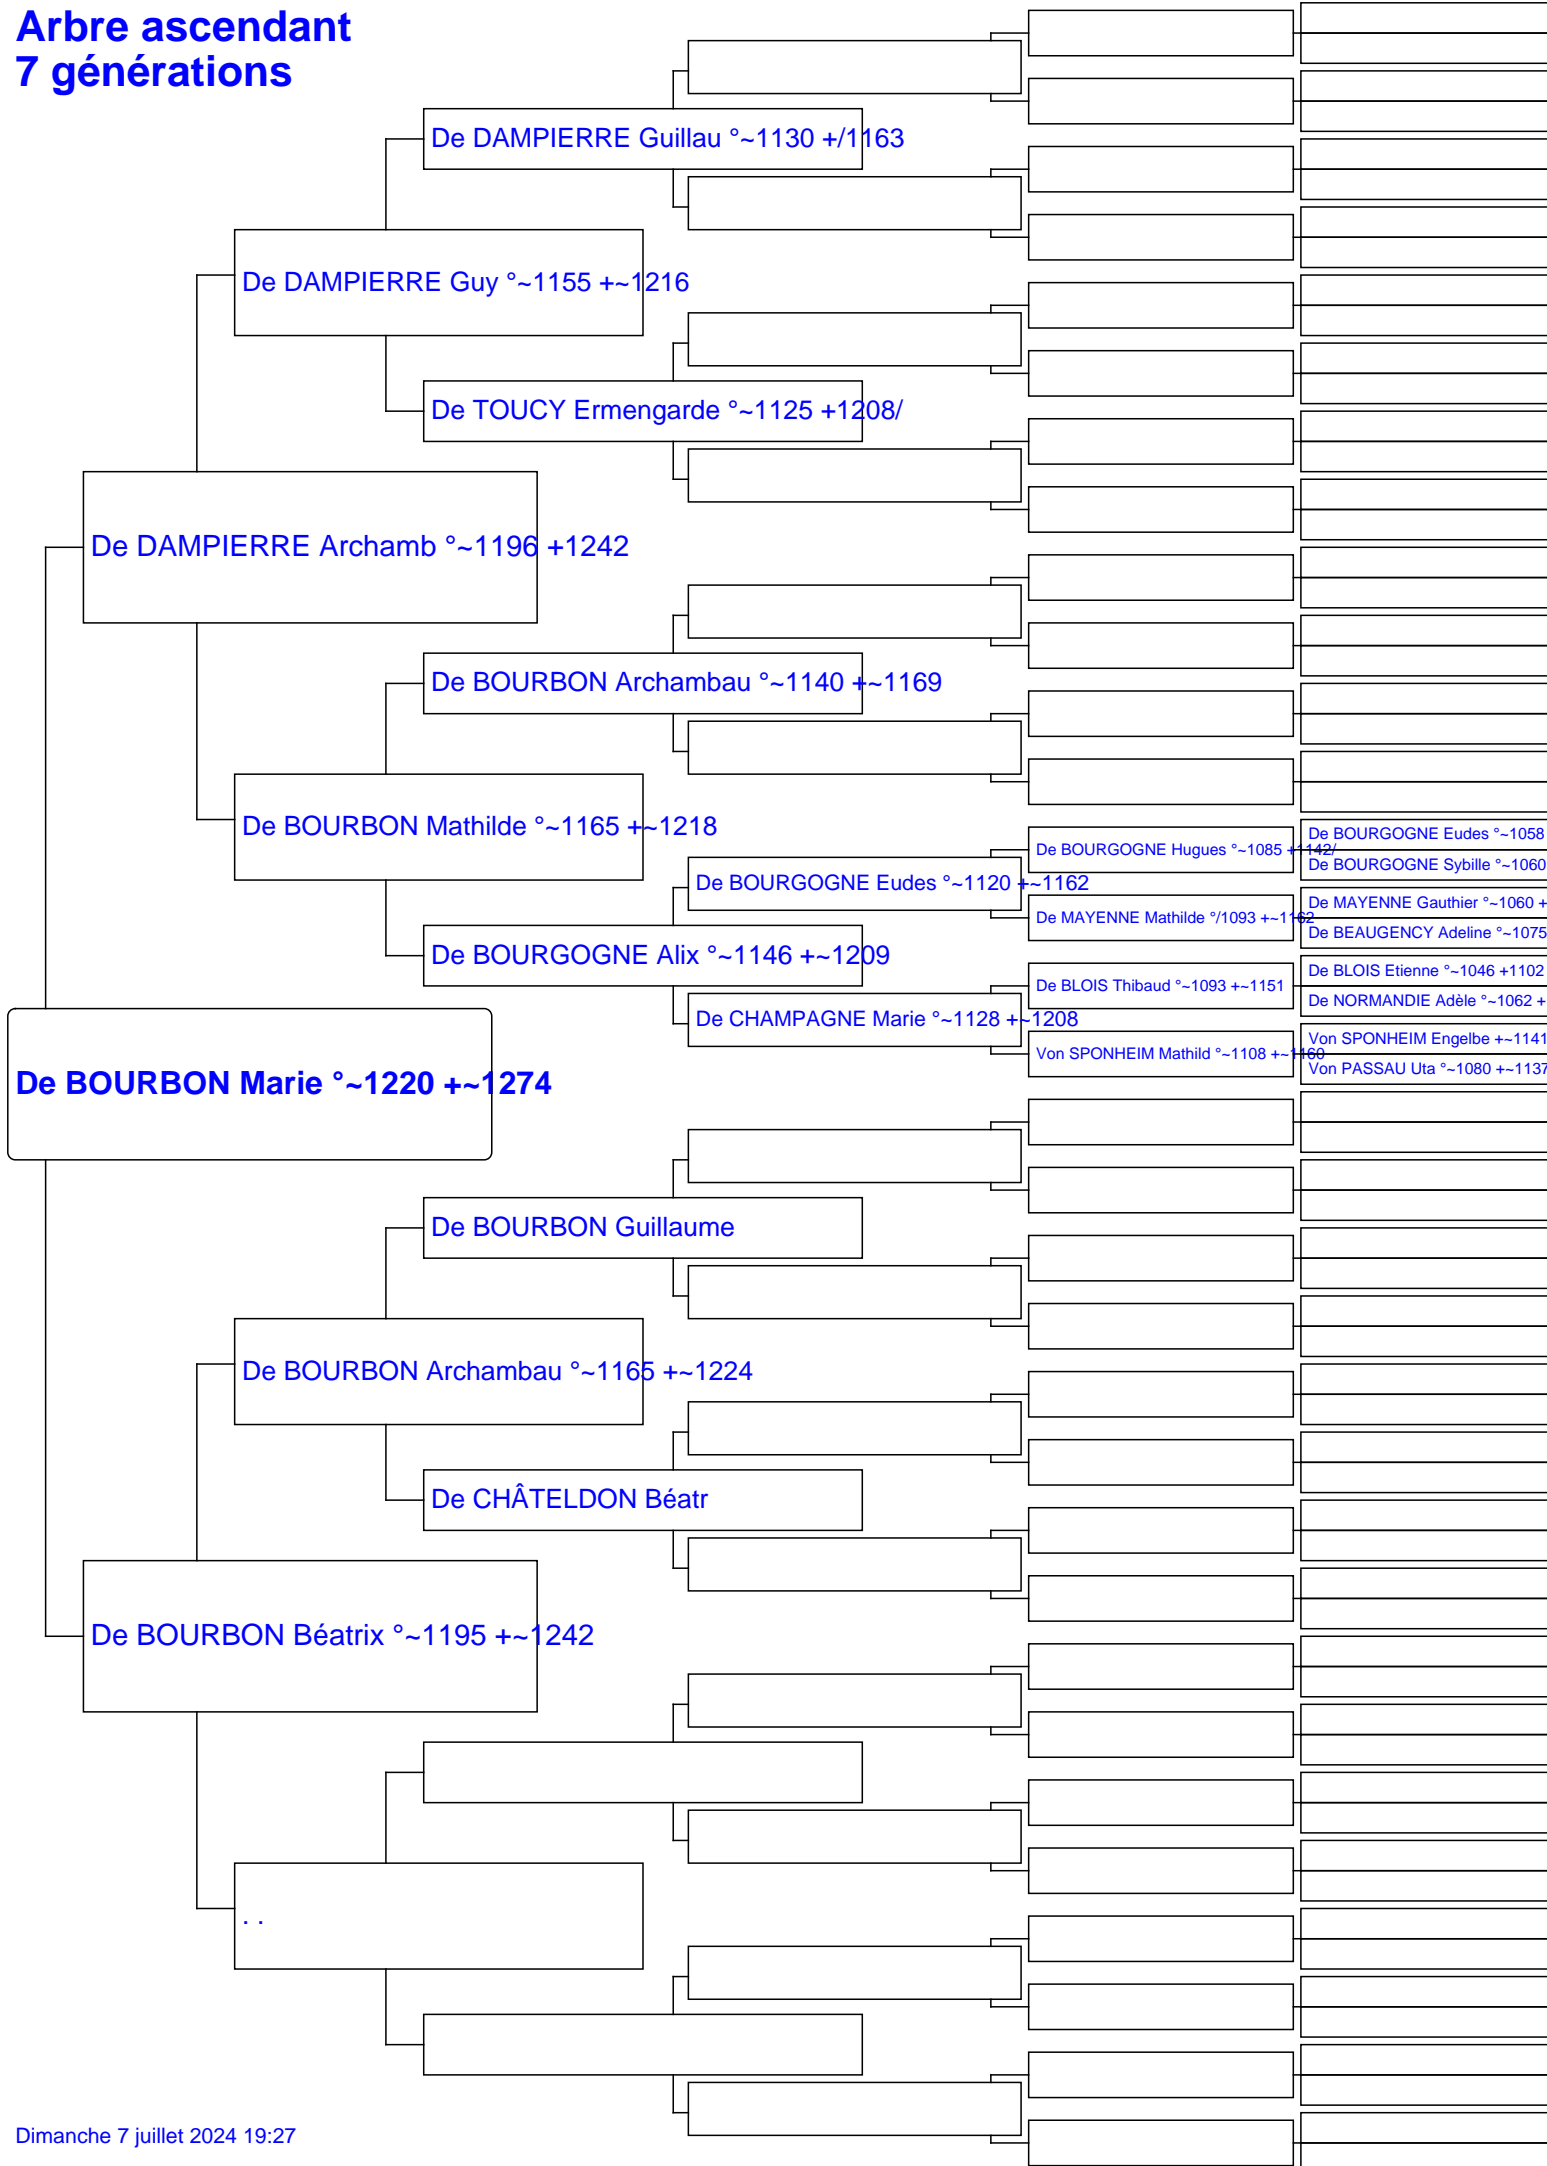 Arbre ascendant
7 générations
De DAMPIERRE Guillau °~1130 +/1163
De DAMPIERRE Guy °~1155 +~1216
De TOUCY Ermengarde °~1125 +1208/
De DAMPIERRE Archamb °~1196 +1242
De BOURBON Archambau °~1140 +~1169
De BOURBON Mathilde °~1165 +~1218
De BOURGOGNE Eudes °~1058
De BOURGOGNE Hugues °~1085 +1142/
De BOURGOGNE Sybille °~1060
De BOURGOGNE Eudes °~1120 +~1162
De MAYENNE Gauthier °~1060 +
De MAYENNE Mathilde °/1093 +~1162
De BEAUGENCY Adeline °~1075
De BOURGOGNE Alix °~1146 +~1209
De BLOIS Etienne °~1046 +1102
De BLOIS Thibaud °~1093 +~1151
De NORMANDIE Adèle °~1062 +
De CHAMPAGNE Marie °~1128 +~1208
Von SPONHEIM Engelbe +~1141
Von SPONHEIM Mathild °~1108 +~1160
Von PASSAU Uta °~1080 +~1137
De BOURBON Marie °~1220 +~1274
De BOURBON Guillaume
De BOURBON Archambau °~1165 +~1224
De CHÂTELDON Béatr
De BOURBON Béatrix °~1195 +~1242
. .
Dimanche 7 juillet 2024 19:27